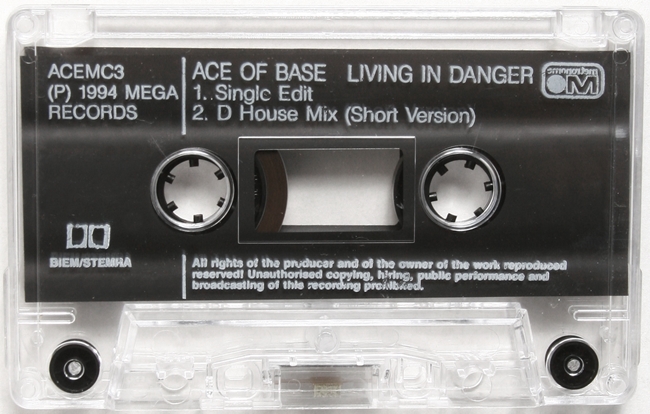 ACEMC3
(P) 1994 MEGA
RECORDS
ACE OF BASE LIVING IN DANGER
1. Single Edit
2. D House Mix (Short Version)
metronome
M
BIEM/STEMRA
All rights of the producer and of the owner of the work reproduced
reserved! Unauthorised copying, hiring, public performance and
broadcasting of this recording prohibited.